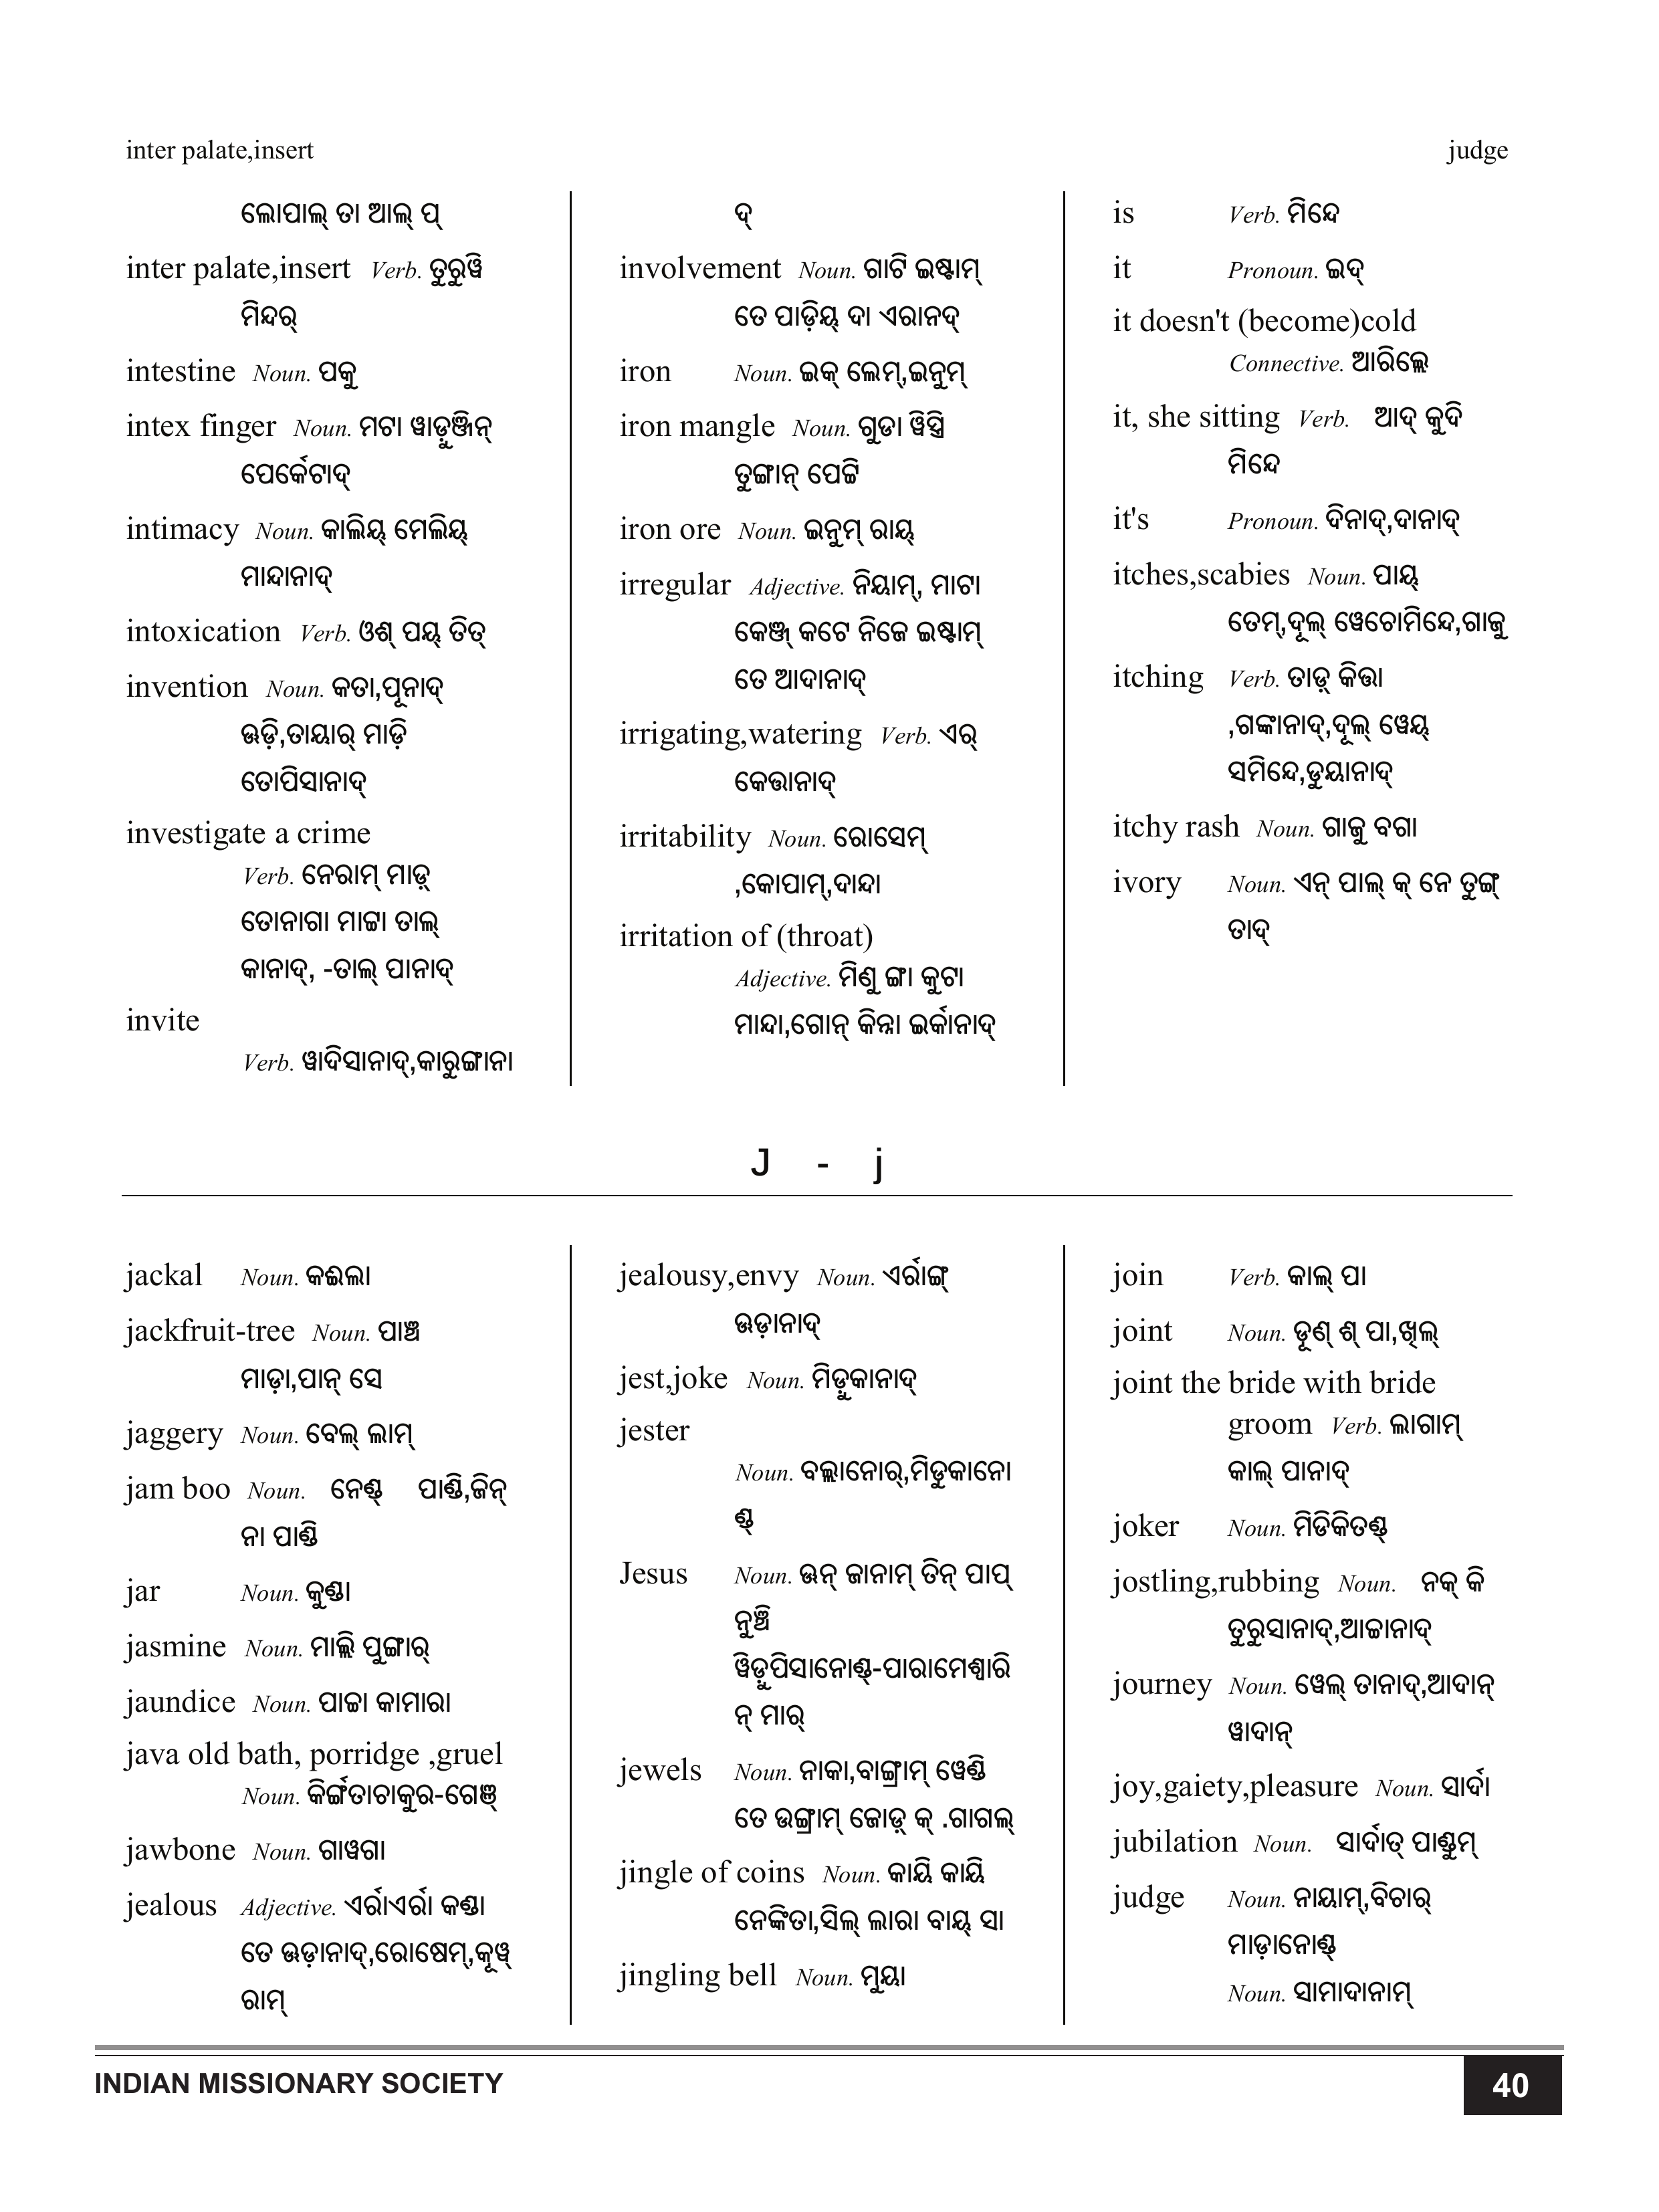 inter palate,insert
judge
ଲୋପାଲ୍ ତା ଆଲ୍ ପ୍
inter palate,insert Verb. ତୁରୁୱି
ମିନ୍ଦର୍
intestine Noun. ପକୁ
intex finger Noun. ମଟା ୱାଡ଼ୁଞ୍ଜିନ୍
ପେର୍କେଟାଦ୍
intimacy Noun. କାଲିୟ୍ ମେଲିୟ୍
ମାନ୍ଦାନାଦ୍
intoxication Verb. ଓଶ୍ ପୟ୍ ତିତ୍
invention Noun. କତା,ପୂନାଦ୍
ଊଡ଼ି,ତାୟାର୍ ମାଡ଼ି
ତୋପିସାନାଦ୍
investigate a crime
Verb. ନେରାମ୍ ମାଡ଼୍
ତୋନାଗା ମାଟ୍ଟା ତାଲ୍
କାନାଦ୍, -ତାଲ୍ ପାନାଦ୍
invite
Verb. ୱାଦିସାନାଦ୍,କାରୁଙ୍ଗାନା
ଦ୍
involvement Noun. ଗାଟି ଇଷ୍ଟାମ୍
ତେ ପାଡ଼ିୟ୍ ଦା ଏରାନଦ୍
iron Noun. ଇକ୍ ଲେମ୍,ଇନୁମ୍
iron mangle Noun. ଗୁଡା ୱିସ୍ତ୍ରି
ତୁଙ୍ଗାନ୍ ପେଟ୍ଟି
iron ore Noun. ଇନୁମ୍ ରାୟ୍
irregular Adjective. ନିୟାମ୍, ମାଟା
କେଞ୍ଜ୍ କଟେ ନିଜେ ଇଷ୍ଟାମ୍
ତେ ଆଦାନାଦ୍
irrigating,watering Verb. ଏର୍
କେତ୍ତାନାଦ୍
irritability Noun. ରୋସେମ୍
,କୋପାମ୍,ଦାନ୍ଦା
irritation of (throat)
Adjective. ମିଣୁ ଙ୍ଗା କୁଟା
ମାନ୍ଦା,ଗୋନ୍ କିନ୍ନା ଇର୍କାନାଦ୍
is Verb. ମିନ୍ଦେ
it Pronoun. ଇଦ୍
it doesn't (become)cold
Connective. ଆରିଲ୍ଲେ
it, she sitting Verb. ଆଦ୍ କୁଦି
ମିନ୍ଦେ
it's Pronoun. ଦିନାଦ୍,ଦାନାଦ୍
itches,scabies Noun. ପାୟ୍
ତେମ୍,ଦୂଲ୍ ୱେଚୋମିନ୍ଦେ,ଗାଜୁ
itching Verb. ତାଡ଼୍ କିତ୍ତା
,ଗଙ୍କାନାଦ୍,ଦୂଲ୍ ୱେୟ୍
ସମିନ୍ଦେ,ଡୁୟାନାଦ୍
itchy rash Noun. ଗାଜୁ ବଗା
ivory Noun. ଏନ୍ ପାଲ୍ କ୍ ନେ ତୁଙ୍ଗ୍
ତାଦ୍
J - j
jackal Noun. କଈଲା
jackfruit-tree Noun. ପାଞ୍ଚ
ମାଡ଼ା,ପାନ୍ ସେ
jaggery Noun. ବେଲ୍ ଲାମ୍
jam boo Noun. ନେଣ୍ଡ୍ ପାଣ୍ଡି,ଜିନ୍
ନା ପାଣ୍ଡି
jar Noun. କୁଣ୍ଡା
jasmine Noun. ମାଲ୍ଲି ପୁଙ୍ଗାର୍
jaundice Noun. ପାଚ୍ଚା କାମାରା
java old bath, porridge ,gruel
Noun. କିର୍ଙ୍ଗତାଚାକୁର-ଗେଞ୍ଜ୍
jawbone Noun. ଗାୱଗା
jealous Adjective. ଏର୍ରାଏର୍ରା କଣ୍ଡା
ତେ ଊଡ଼ାନାଦ୍,ରୋଷେମ୍,କୂୱ୍
ରାମ୍
jealousy,envy Noun. ଏର୍ରାଙ୍ଗ୍
ଊଡ଼ାନାଦ୍
jest,joke Noun. ମିଡ଼ୁକାନାଦ୍
jester
Noun. ବଲ୍ଲାନୋର୍,ମିଡୁକାନୋ
ଣ୍ଡ୍
Jesus Noun. ଊନ୍ ଜାନାମ୍ ତିନ୍ ପାପ୍
ନୁଞ୍ଚି
ୱିଡ଼ୁପିସାନୋଣ୍ଡ୍-ପାରାମେଶ୍ୱାରି
ନ୍ ମାର୍
jewels Noun. ନାକା,ବାଙ୍ଗ୍ରାମ୍ ୱେଣ୍ଡି
ତେ ଉଙ୍ଗ୍ରାମ୍ ଜୋଡ଼୍ କ୍ .ଗାଗଲ୍
jingle of coins Noun. କାୟି କାୟି
ନେଙ୍କିତା,ସିଲ୍ ଲାରା ବାୟ୍ ସା
jingling bell Noun. ମୁୟା
join Verb. କାଲ୍ ପା
joint Noun. ଡୂଣ୍ ଶ୍ ପା,ଖିଲ୍
joint the bride with bride
groom Verb. ଲାଗାମ୍
କାଲ୍ ପାନାଦ୍
joker Noun. ମିଡିକିତଣ୍ଡ୍
jostling,rubbing Noun. ନକ୍ କି
ତୁରୁସାନାଦ୍,ଆଚ୍ଚାନାଦ୍
journey Noun. ୱେଲ୍ ତାନାଦ୍,ଆଦାନ୍
ୱାଦାନ୍
joy,gaiety,pleasure Noun. ସାର୍ଦା
jubilation Noun. ସାର୍ଦାତ୍ ପାଣ୍ଡୁମ୍
judge Noun. ନାୟାମ୍,ବିଚାର୍
ମାଡ଼ାନୋଣ୍ଡ୍
Noun. ସାମାଦାନାମ୍
INDIAN MISSIONARY SOCIETY
40